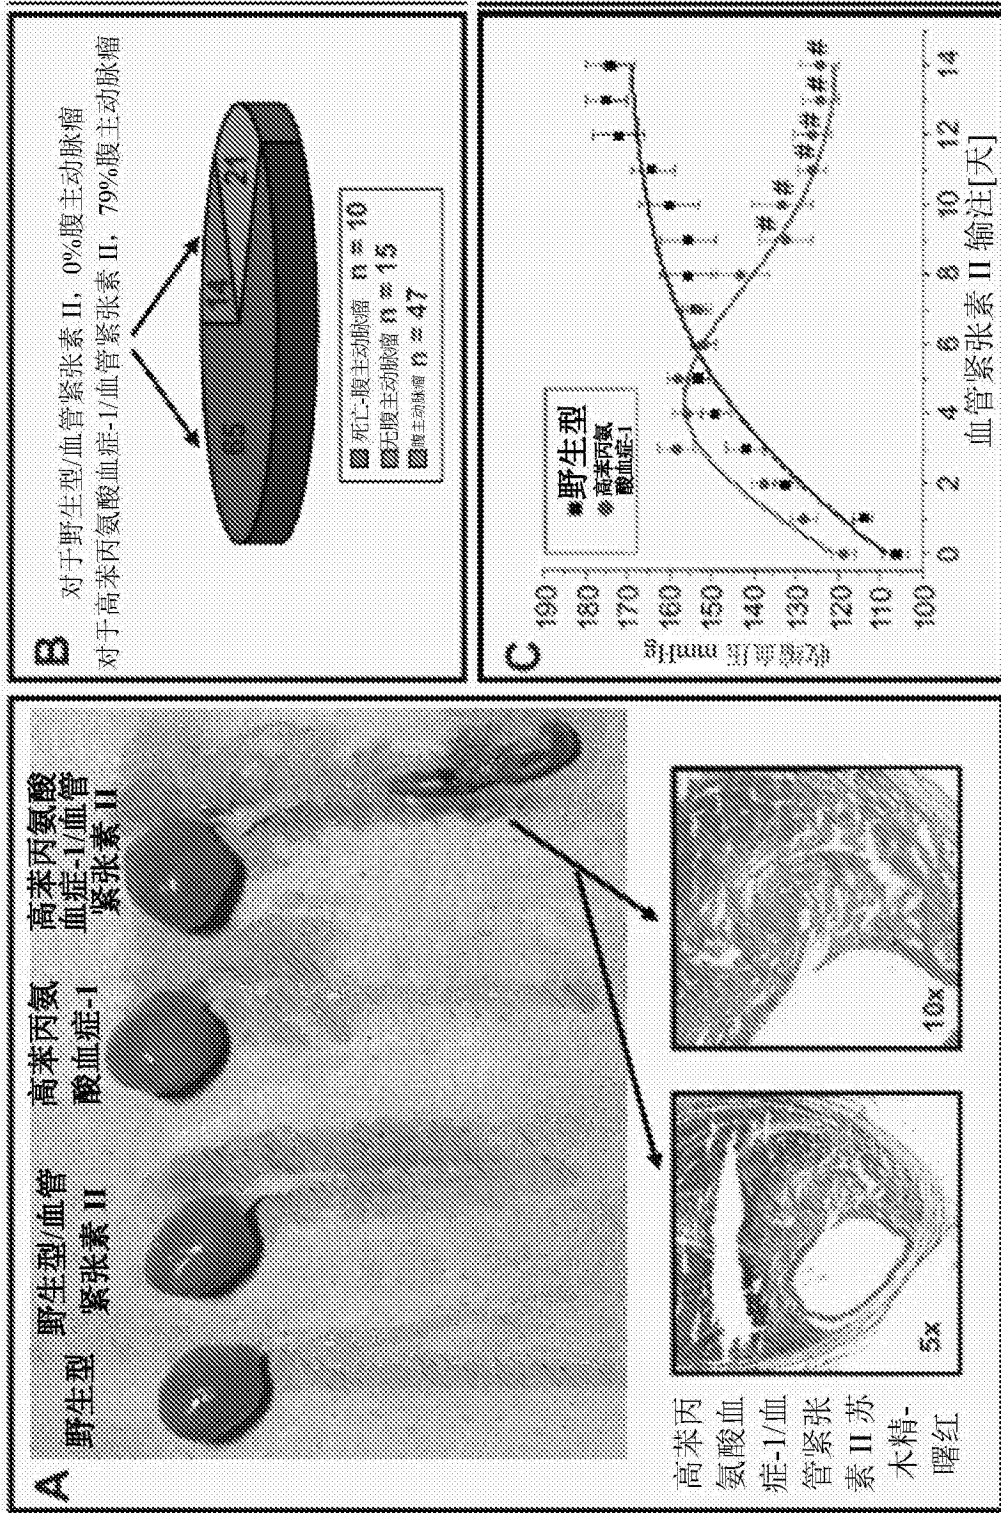 A
野生型
野生型/血管
紧张素 II
高苯丙氨
酸血症-1
高苯丙氨酸
血症-1/血管
紧张素 II
高苯丙
氨酸血
症-1/血
管紧张
素 II 苏
木精-
曙红
5x
10x
B
对于野生型/血管紧张素 II, 0%腹主动脉瘤
对于高苯丙氨酸血症-1/血管紧张素 II, 79%腹主动脉瘤
14
21
死亡-腹主动脉瘤 n = 10
无腹主动脉瘤 n = 15
腹主动脉瘤 n = 47
C
野生型
高苯丙氨
酸血症-1
收缩血压 mmHg
190
180
170
160
150
140
130
120
110
100
# # # # # #
0 2 4 6 8 10 12 14
血管紧张素 II 输注[天]